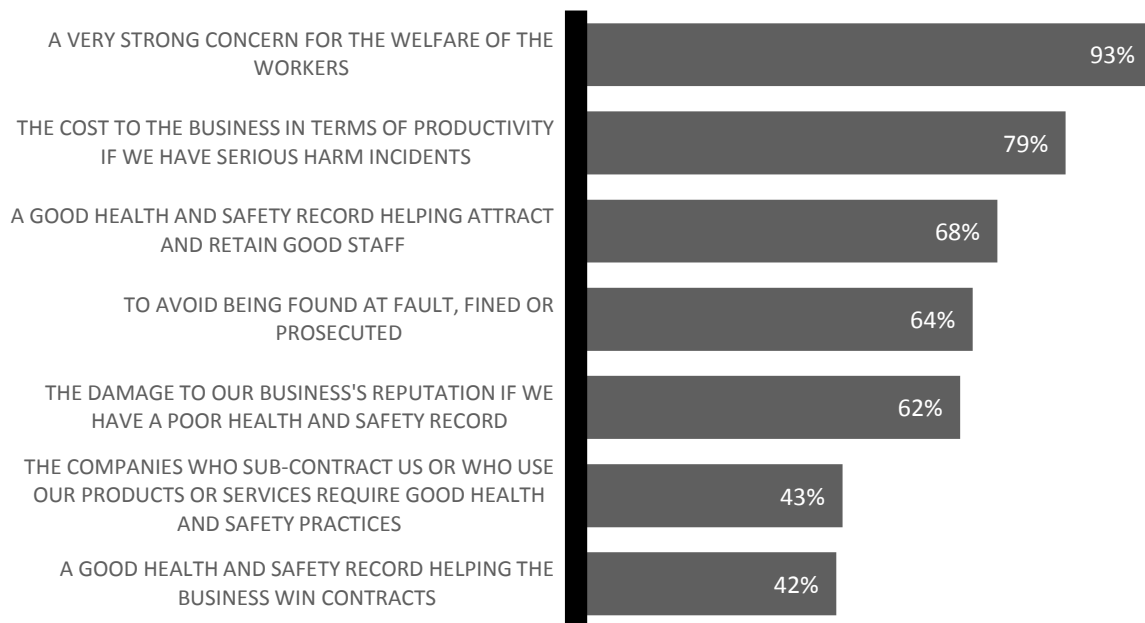 A VERY STRONG CONCERN FOR THE WELFARE OF THE
WORKERS
93%
THE COST TO THE BUSINESS IN TERMS OF PRODUCTIVITY
IF WE HAVE SERIOUS HARM INCIDENTS
79%
A GOOD HEALTH AND SAFETY RECORD HELPING ATTRACT
AND RETAIN GOOD STAFF
68%
TO AVOID BEING FOUND AT FAULT, FINED OR
PROSECUTED
64%
THE DAMAGE TO OUR BUSINESS'S REPUTATION IF WE
HAVE A POOR HEALTH AND SAFETY RECORD
62%
THE COMPANIES WHO SUB-CONTRACT US OR WHO USE
OUR PRODUCTS OR SERVICES REQUIRE GOOD HEALTH
AND SAFETY PRACTICES
43%
A GOOD HEALTH AND SAFETY RECORD HELPING THE
BUSINESS WIN CONTRACTS
42%